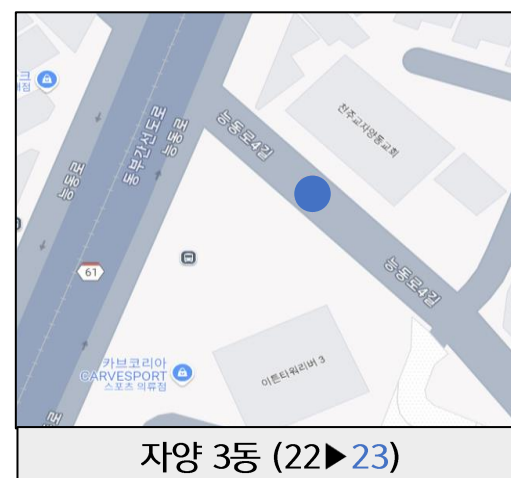 크
매점
능동로
동부간선도로
능동로
능동로4길
천주교자양동교회
능동로4길
61
카브코리아
CARVESPORT
스포츠 의류점
이튼타워리버 3
자양 3동 (22▶23)